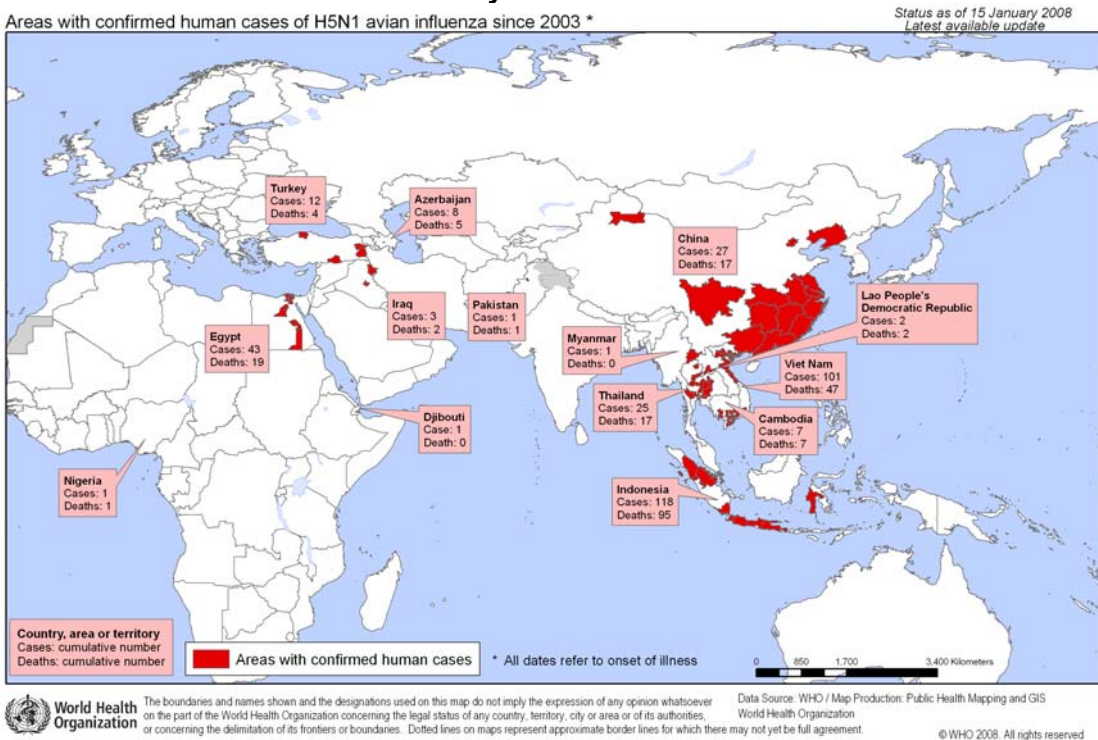 Areas with confirmed human cases of H5N1 avian influenza since 2003 *
Status as of 15 January 2008
Latest available update
Turkey
Cases: 12
Deaths: 4
Azerbaijan
Cases: 8
Deaths: 5
China
Cases: 27
Deaths: 17
Iraq
Cases: 3
Deaths: 2
Pakistan
Cases: 1
Deaths: 1
Lao People's
Democratic Republic
Cases: 2
Deaths: 2
Egypt
Cases: 43
Deaths: 19
Myanmar
Cases: 1
Deaths: 0
Viet Nam
Cases: 101
Deaths: 47
Thailand
Cases: 25
Deaths: 17
Djibouti
Case: 1
Death: 0
Cambodia
Cases: 7
Deaths: 7
Nigeria
Cases: 1
Deaths: 1
Indonesia
Cases: 118
Deaths: 95
Country, area or territory
Cases: cumulative number
Deaths: cumulative number
Areas with confirmed human cases
* All dates refer to onset of illness
0 850 1,700 3,400 Kilometers
World Health
Organization
The boundaries and names shown and the designations used on this map do not imply the expression of any opinion whatsoever
on the part of the World Health Organization concerning the legal status of any country, territory, city or area or of its authorities,
or concerning the delimitation of its frontiers or boundaries. Dotted lines on maps represent approximate border lines for which there may not yet be full agreement.
Data Source: WHO / Map Production: Public Health Mapping and GIS
World Health Organization
© WHO 2008. All rights reserved